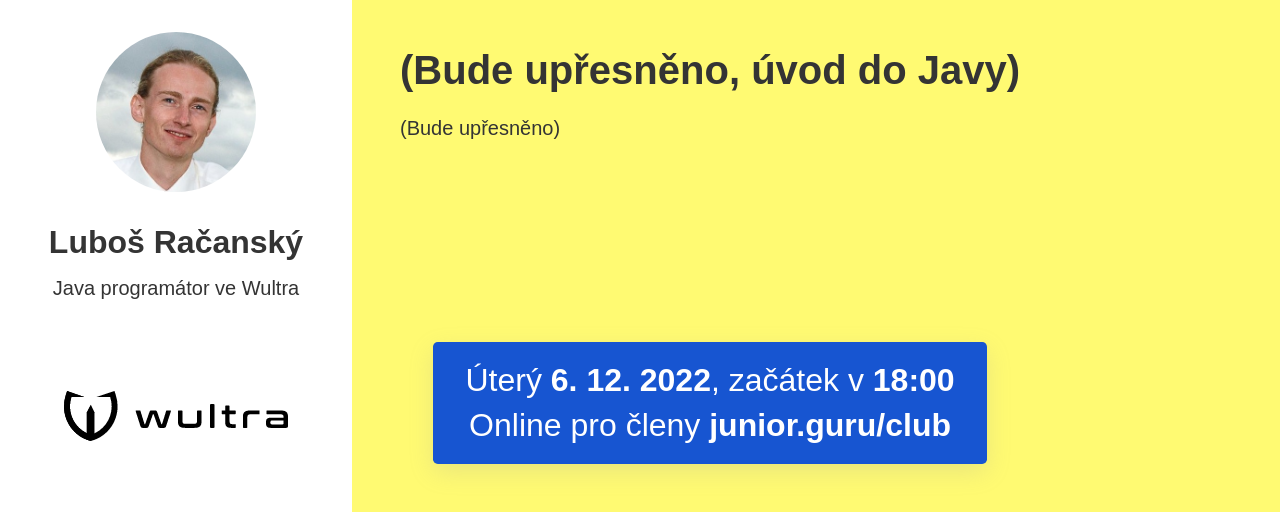 Luboš Račanský
Java programátor ve Wultra
wultra
(Bude upřesněno, úvod do Javy)
(Bude upřesněno)
Úterý 6. 12. 2022, začátek v 18:00
Online pro členy junior.guru/club